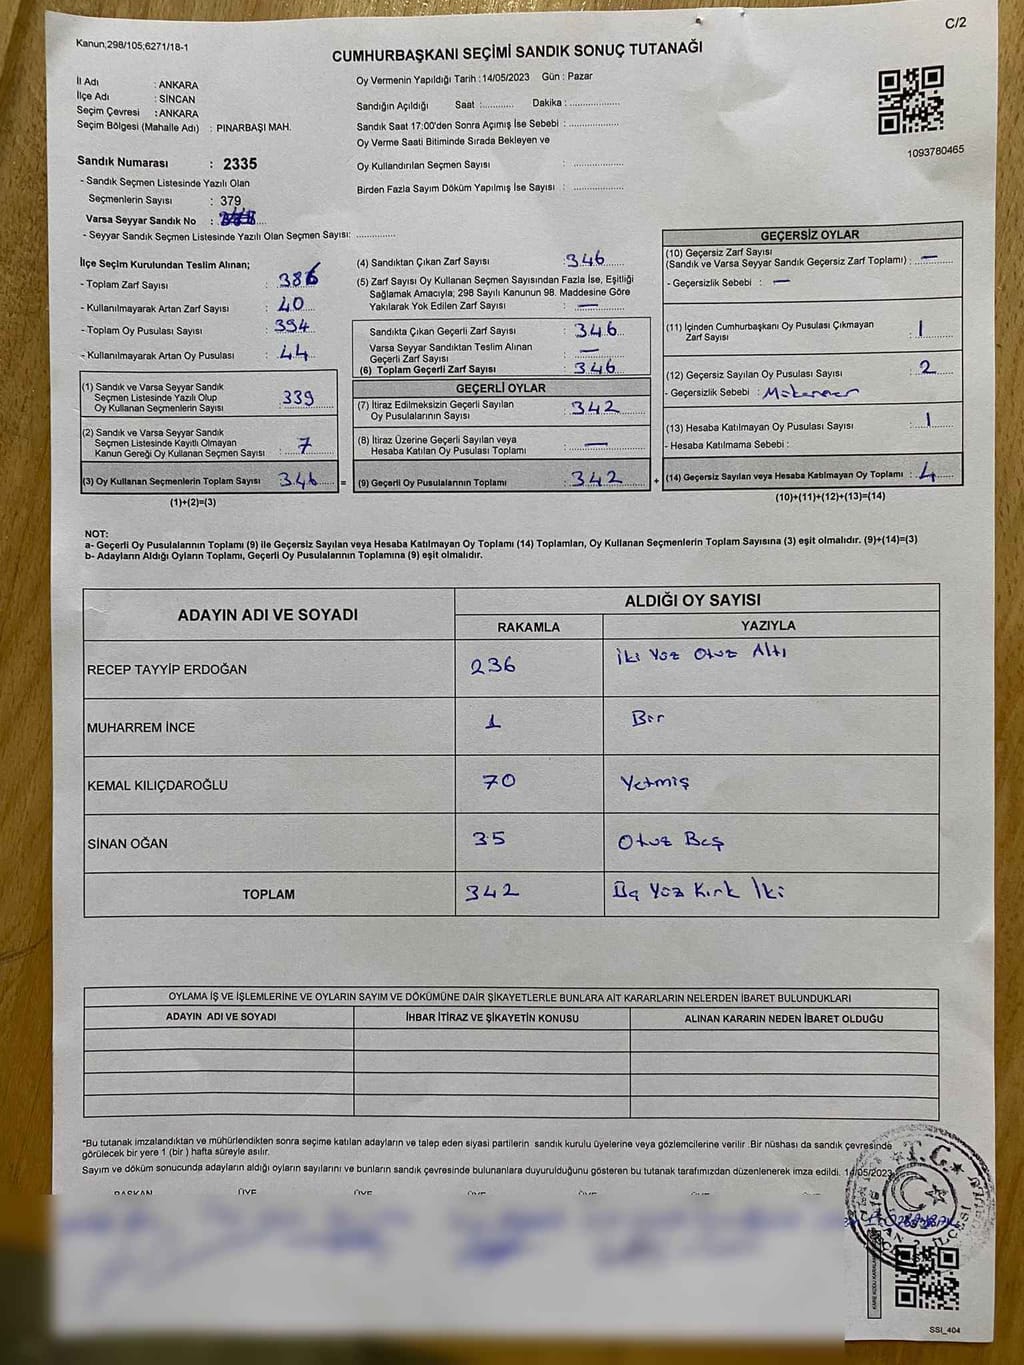 C/2
Kanun,298/105;6271/18-1
CUMHURBAŞKANI SEÇİMİ SANDIK SONUÇ TUTANAĞI
İl Adı : ANKARA
İlçe Adı : SİNCAN
Seçim Çevresi : ANKARA
Seçim Bölgesi (Mahalle Adı) : PINARBAŞI MAH.
Oy Vermenin Yapıldığı Tarih :14/05/2023 Gün : Pazar
Sandığın Açıldığı Saat :............ Dakika : ....................
Sandık Saat 17:00'den Sonra Açımış İse Sebebi : ....................
Oy Verme Saati Bitiminde Sırada Bekleyen ve
Oy Kullandırılan Seçmen Sayısı : ....................
Birden Fazla Sayım Döküm Yapılmış İse Sayısı : ....................
1093780465
Sandık Numarası : 2335
- Sandık Seçmen Listesinde Yazılı Olan
Seçmenlerin Sayısı : 379
Varsa Seyyar Sandık No :
- Seyyar Sandık Seçmen Listesinde Yazılı Olan Seçmen Sayısı: ..............
İlçe Seçim Kurulundan Teslim Alınan;
- Toplam Zarf Sayısı : 386
- Kullanılmayarak Artan Zarf Sayısı : 40
- Toplam Oy Pusulası Sayısı : 394
- Kullanılmayarak Artan Oy Pusulası : 44
(1) Sandık ve Varsa Seyyar Sandık
Seçmen Listesinde Yazılı Olup
Oy Kullanan Seçmenlerin Sayısı : 339
(2) Sandık ve Varsa Seyyar Sandık
Seçmen Listesinde Kayıtlı Olmayan
Kanun Gereği Oy Kullanan Seçmen Sayısı : 7
(3) Oy Kullanan Seçmenlerin Toplam Sayısı : 346 =
(1)+(2)=(3)
(4) Sandıktan Çıkan Zarf Sayısı : 346
(5) Zarf Sayısı Oy Kullanan Seçmen Sayısından Fazla İse, Eşitliği
Sağlamak Amacıyla; 298 Sayılı Kanunun 98. Maddesine Göre
Yakılarak Yok Edilen Zarf Sayısı : —
Sandıkta Çıkan Geçerli Zarf Sayısı : 346
Varsa Seyyar Sandıktan Teslim Alınan
Geçerli Zarf Sayısı : —
(6) Toplam Geçerli Zarf Sayısı : 346
GEÇERLİ OYLAR
(7) İtiraz Edilmeksizin Geçerli Sayılan
Oy Pusulalarının Sayısı : 342
(8) İtiraz Üzerine Geçerli Sayılan veya
Hesaba Katılan Oy Pusulası Toplamı : —
(9) Geçerli Oy Pusulalarının Toplamı : 342 +
GEÇERSİZ OYLAR
(10) Geçersiz Zarf Sayısı
(Sandık ve Varsa Seyyar Sandık Geçersiz Zarf Toplamı) : —
- Geçersizlik Sebebi : —
(11) İçinden Cumhurbaşkanı Oy Pusulası Çıkmayan
Zarf Sayısı : 1
(12) Geçersiz Sayılan Oy Pusulası Sayısı : 2
- Geçersizlik Sebebi :
(13) Hesaba Katılmayan Oy Pusulası Sayısı : 1
- Hesaba Katılmama Sebebi :
(14) Geçersiz Sayılan veya Hesaba Katılmayan Oy Toplamı : 4
(10)+(11)+(12)+(13)=(14)
NOT:
a- Geçerli Oy Pusulalarının Toplamı (9) ile Geçersiz Sayılan veya Hesaba Katılmayan Oy Toplamı (14) Toplamları, Oy Kullanan Seçmenlerin Toplam Sayısına (3) eşit olmalıdır. (9)+(14)=(3)
b- Adayların Aldığı Oyların Toplamı, Geçerli Oy Pusulalarının Toplamına (9) eşit olmalıdır.
ADAYIN ADI VE SOYADI ALDIĞI OY SAYISI
RAKAMLA YAZIYLA
RECEP TAYYİP ERDOĞAN 236 İki Yüz Otuz Altı
MUHARREM İNCE 1 Bir
KEMAL KILIÇDAROĞLU 70 Yetmiş
SİNAN OĞAN 35 Otuz Beş
TOPLAM 342 Üç Yüz Kırk İki
OYLAMA İŞ VE İŞLEMLERİNE VE OYLARIN SAYIM VE DÖKÜMÜNE DAİR ŞİKAYETLERLE BUNLARA AİT KARARLARIN NELERDEN İBARET BULUNDUKLARI
ADAYIN ADI VE SOYADI İHBAR İTİRAZ VE ŞİKAYETİN KONUSU ALINAN KARARIN NEDEN İBARET OLDUĞU
*Bu tutanak imzalandıktan ve mühürlendikten sonra seçime katılan adayların ve talep eden siyasi partilerin sandık kurulu üyelerine veya gözlemcilerine verilir .Bir nüshası da sandık çevresinde
görülecek bir yere 1 (bir ) hafta süreyle asılır.
Sayım ve döküm sonucunda adayların aldığı oyların sayılarını ve bunların sandık çevresinde bulunanlara duyurulduğunu gösteren bu tutanak tarafımızdan düzenlenerek imza edildi. 14/05/2023
BAŞKAN ÜYE ÜYE ÜYE ÜYE ÜYE ÜYE
T.C.
SSI_404